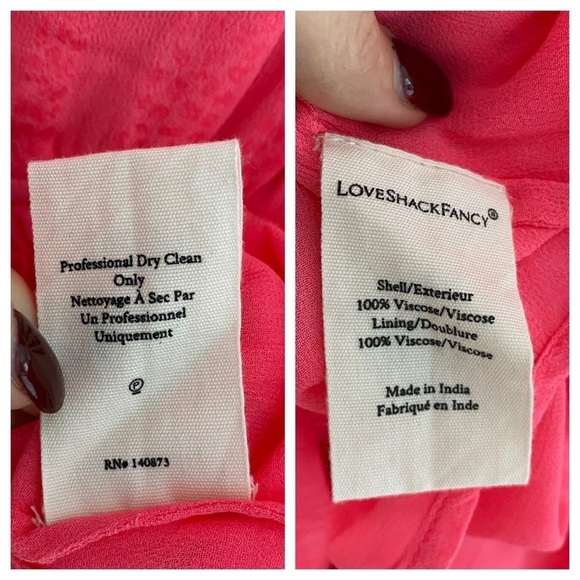 Professional Dry Clean
Only
Nettoyage À Sec Par
Un Professionnel
Uniquement
P
RN# 140873
LOVESHACKFANCY®
Shell/Exterieur
100% Viscose/Viscose
Lining/Doublure
100% Viscose/Viscose
Made in India
Fabriqué en Inde